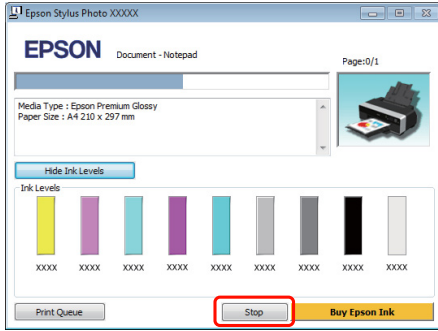 Epson Stylus Photo XXXXX
EPSON
Document - Notepad
Page:0/1
Media Type : Epson Premium Glossy
Paper Size : A4 210 x 297 mm
Hide Ink Levels
Ink Levels
XXXX XXXX XXXX XXXX XXXX XXXX XXXX XXXX XXXX
Print Queue
Stop
Buy Epson Ink